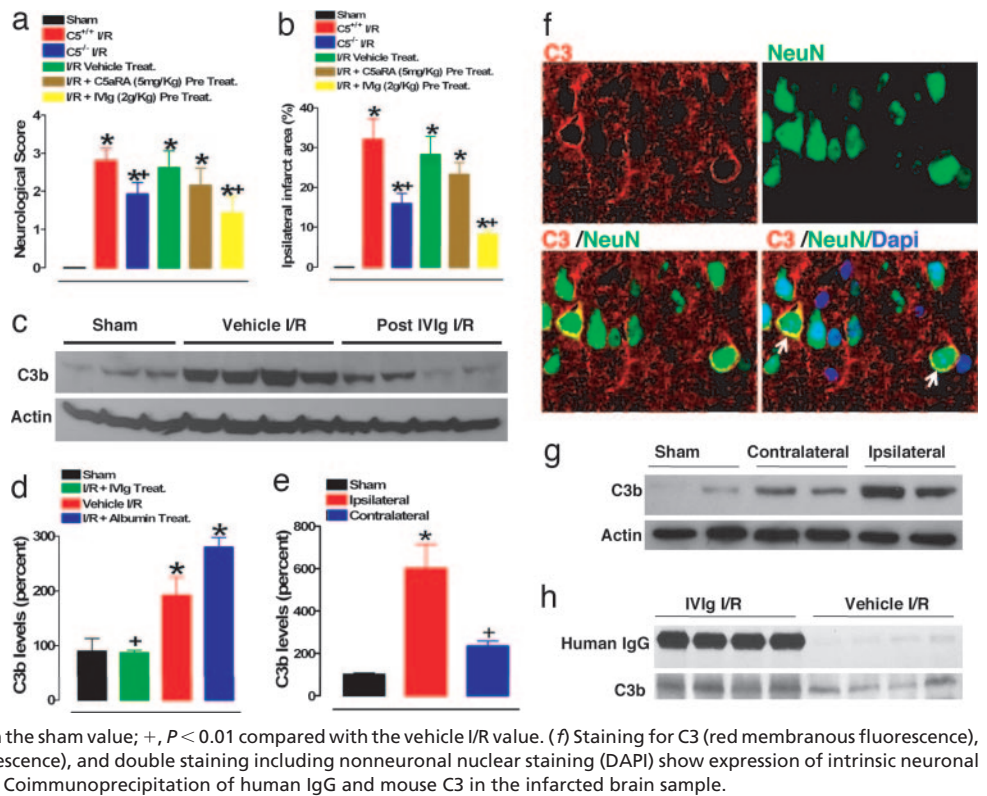 a
Sham
C5+/+ I/R
C5-/- I/R
I/R Vehicle Treatment
I/R + C5aRA (5mg/Kg) Pre Treat.
I/R + IVIg (2g/Kg) Pre Treat.
Neurological Score
4
3
2
1
0
*
*+
*
*
*+
b
Sham
C5+/+ I/R
C5-/- I/R
I/R Vehicle Treatment
I/R + C5aRA (5mg/Kg) Pre Treat.
I/R + IVIg (2g/Kg) Pre Treat.
Ipsilateral infarct area (%)
40
30
20
10
0
*
*+
*
*
*+
c
Sham Vehicle I/R Post IVIg I/R
C3b
Actin
d
Sham
I/R + IVIg Treat.
Vehicle I/R
I/R + Albumin Treat.
C3b levels (percent)
300
200
100
0
+
*
*
e
Sham
Ipsilateral
Contralateral
C3b levels (percent)
800
600
400
200
0
*
+
f
C3 NeuN
C3 /NeuN C3 /NeuN/Dapi
g
Sham Contralateral Ipsilateral
C3b
Actin
h
IVIg I/R Vehicle I/R
Human IgG
C3b
n the sham value; +, P < 0.01 compared with the vehicle I/R value. (f) Staining for C3 (red membranous fluorescence),
escence), and double staining including nonneuronal nuclear staining (DAPI) show expression of intrinsic neuronal
Coimmunoprecipitation of human IgG and mouse C3 in the infarcted brain sample.